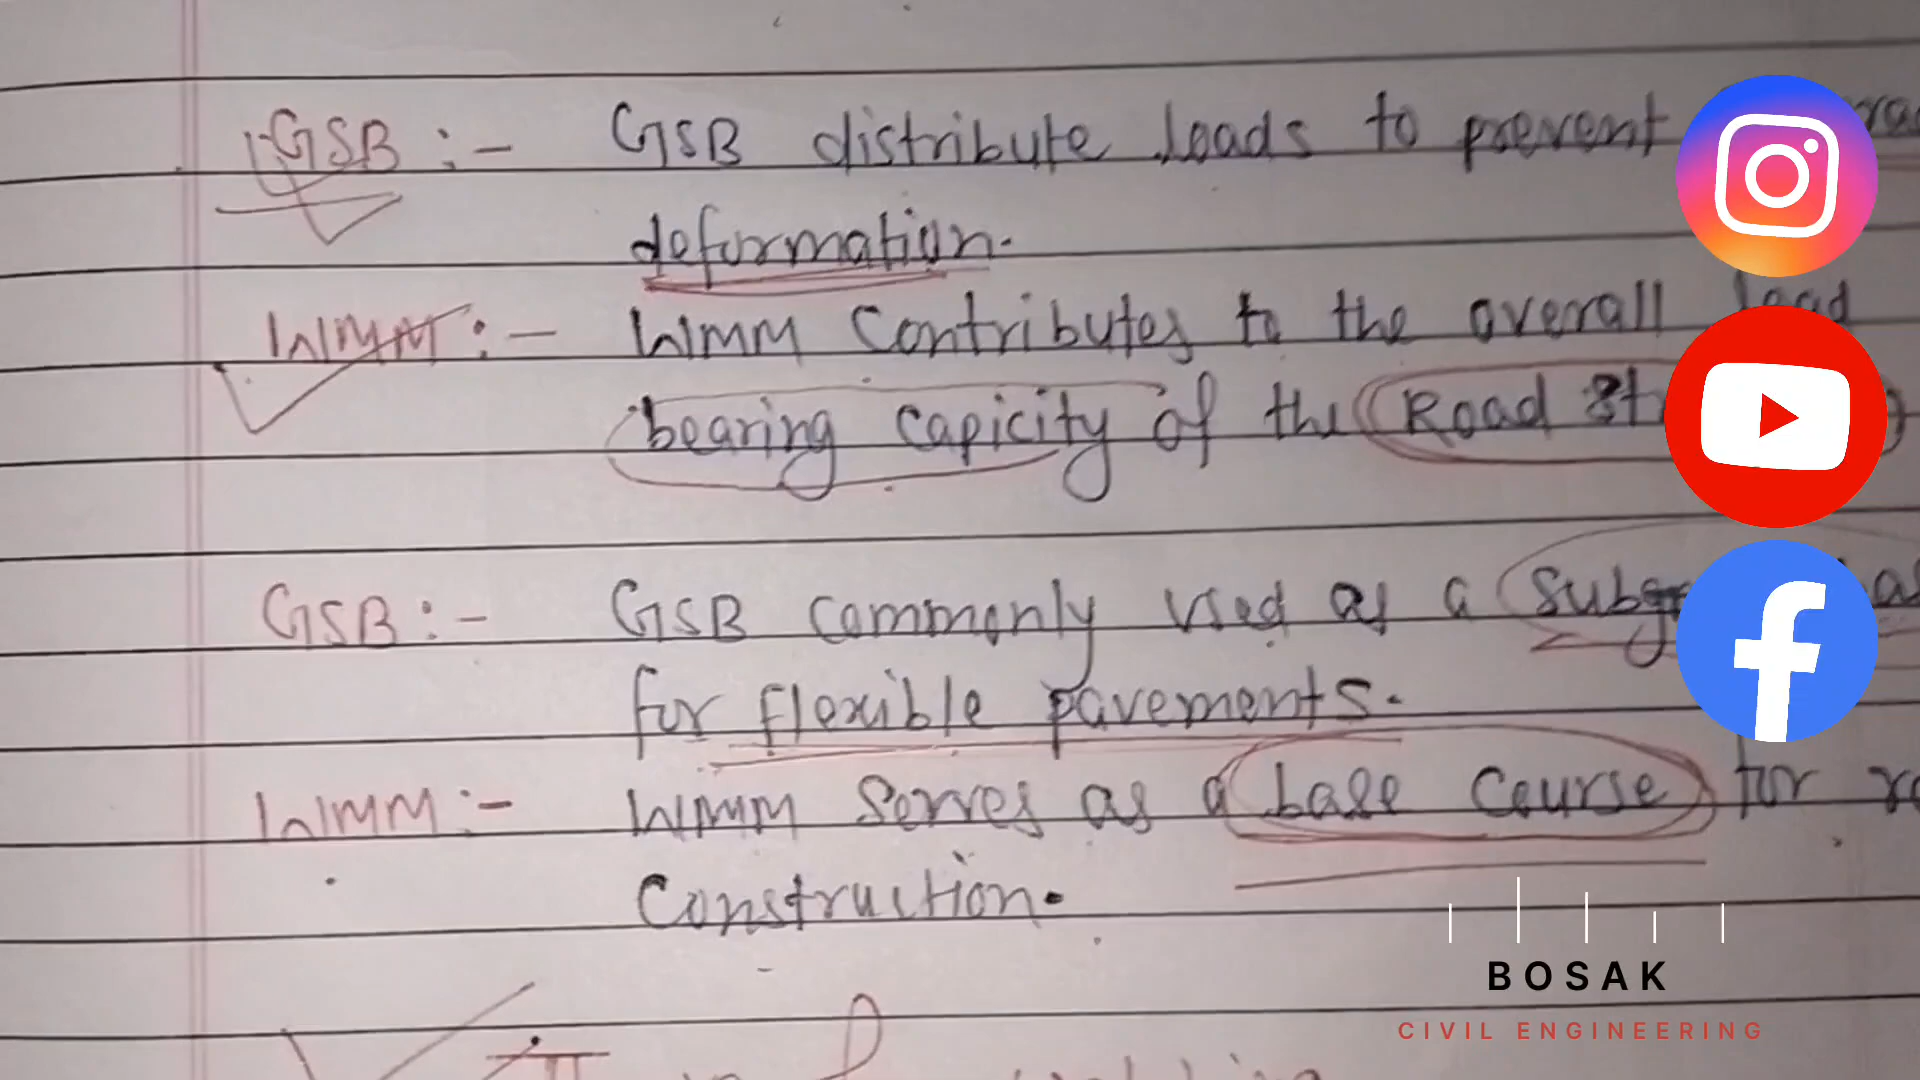 GSB :- GSB distribute loads to prevent
deformation.
WMM :- WMM Contributes to the overall load
bearing capicity of the Road
GSB :- GSB commonly used as a
for flexible pavements.
WMM :- WMM Serves as a base Course for
Construction.
BOSAK
CIVIL ENGINEERING